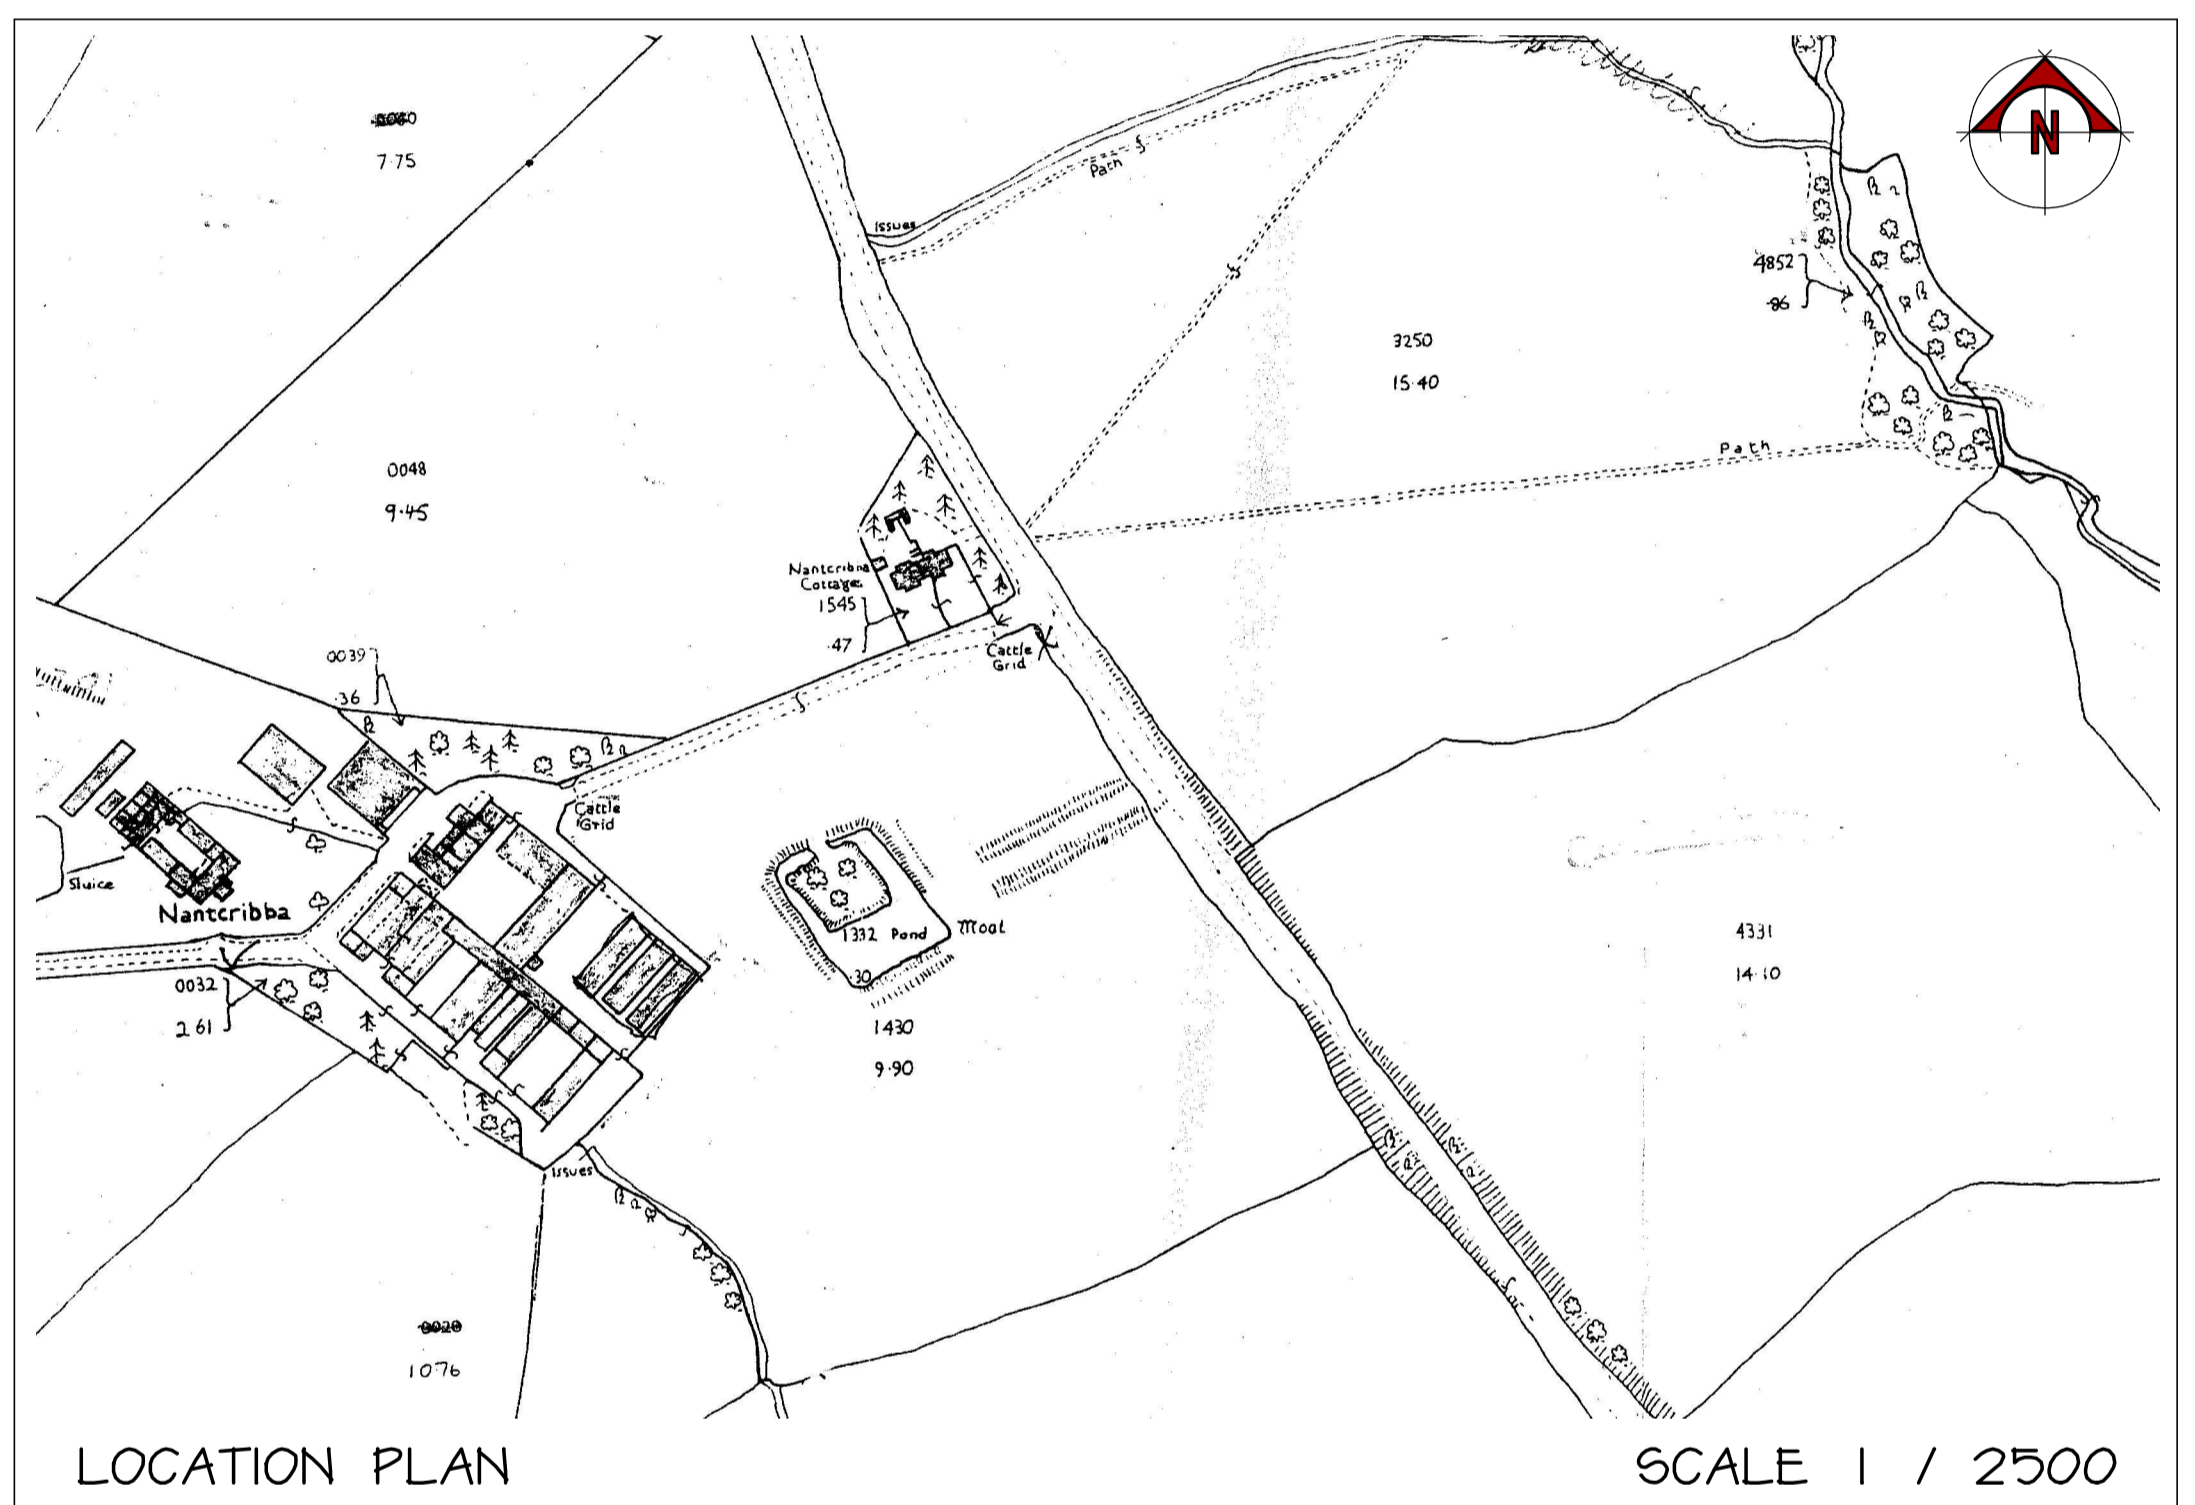 7·75
N
Path
Issues
4852
·86
3250
15·40
Path
0048
9·45
Nantcribba
Cottage
1545
·47
Cattle
Grid
0039
·36
Cattle
Grid
Sluice
Nantcribba
1332 Pond
Moat
·30
4331
14·10
0032
2 61
1430
9·90
Issues
10·76
LOCATION PLAN
SCALE 1 / 2500